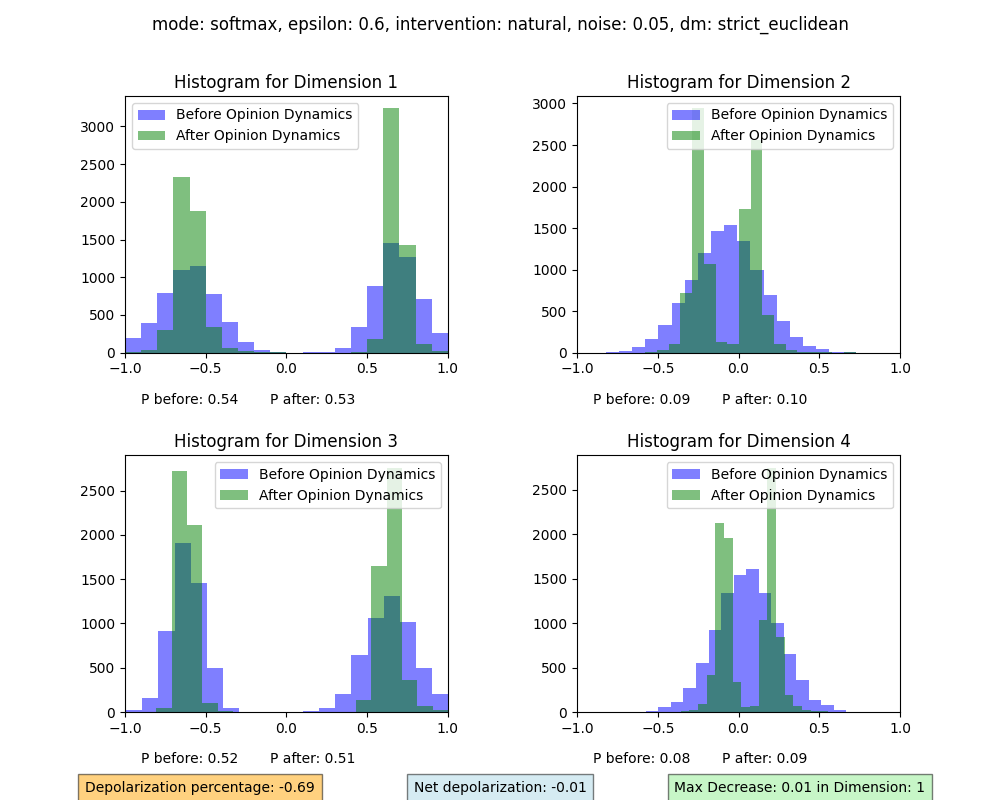 mode: softmax, epsilon: 0.6, intervention: natural, noise: 0.05, dm: strict_euclidean
Histogram for Dimension 1
Before Opinion Dynamics
After Opinion Dynamics
3000
2500
2000
1500
1000
500
0
−1.0 −0.5 0.0 0.5 1.0
P before: 0.54 P after: 0.53
Histogram for Dimension 2
Before Opinion Dynamics
After Opinion Dynamics
3000
2500
2000
1500
1000
500
0
−1.0 −0.5 0.0 0.5 1.0
P before: 0.09 P after: 0.10
Histogram for Dimension 3
Before Opinion Dynamics
After Opinion Dynamics
2500
2000
1500
1000
500
0
−1.0 −0.5 0.0 0.5 1.0
P before: 0.52 P after: 0.51
Histogram for Dimension 4
Before Opinion Dynamics
After Opinion Dynamics
2500
2000
1500
1000
500
0
−1.0 −0.5 0.0 0.5 1.0
P before: 0.08 P after: 0.09
Depolarization percentage: -0.69
Net depolarization: -0.01
Max Decrease: 0.01 in Dimension: 1